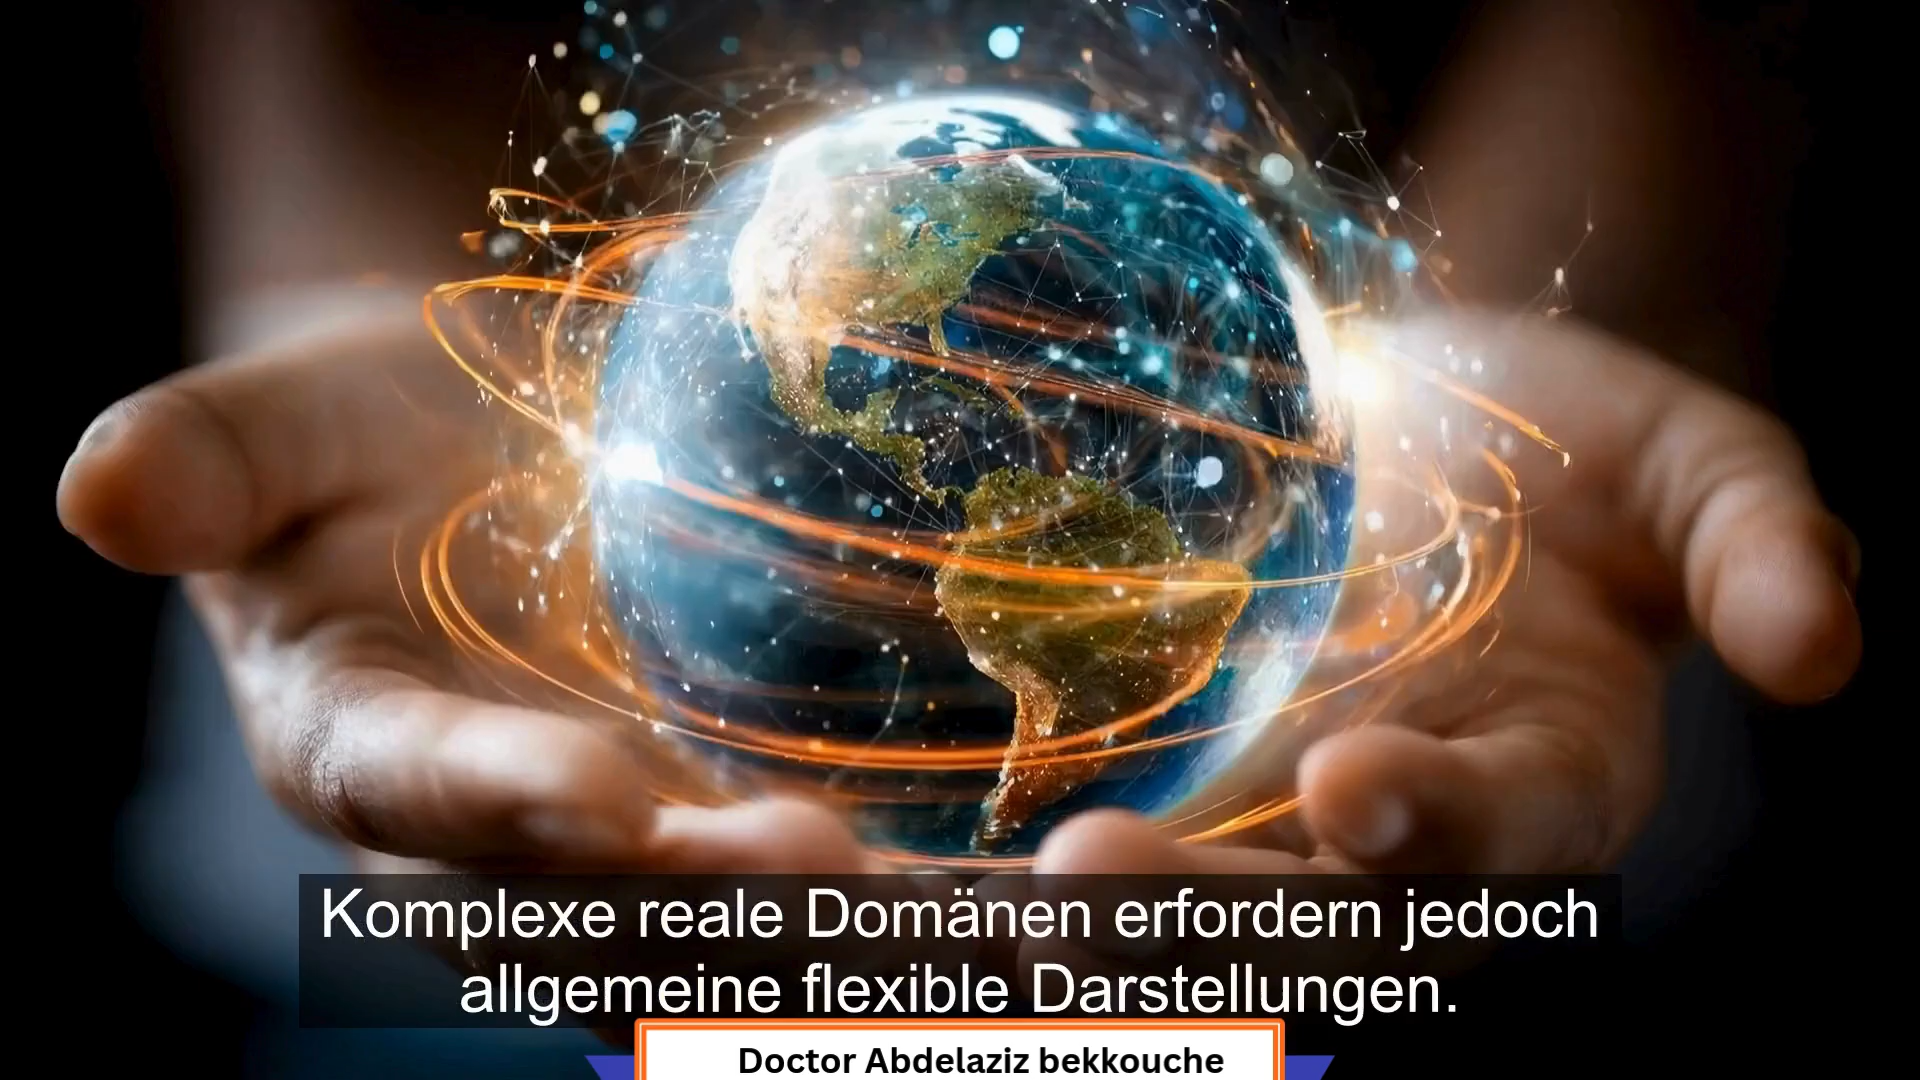 Komplexe reale Domänen erfordern jedoch
allgemeine flexible Darstellungen.
Doctor Abdelaziz bekkouche